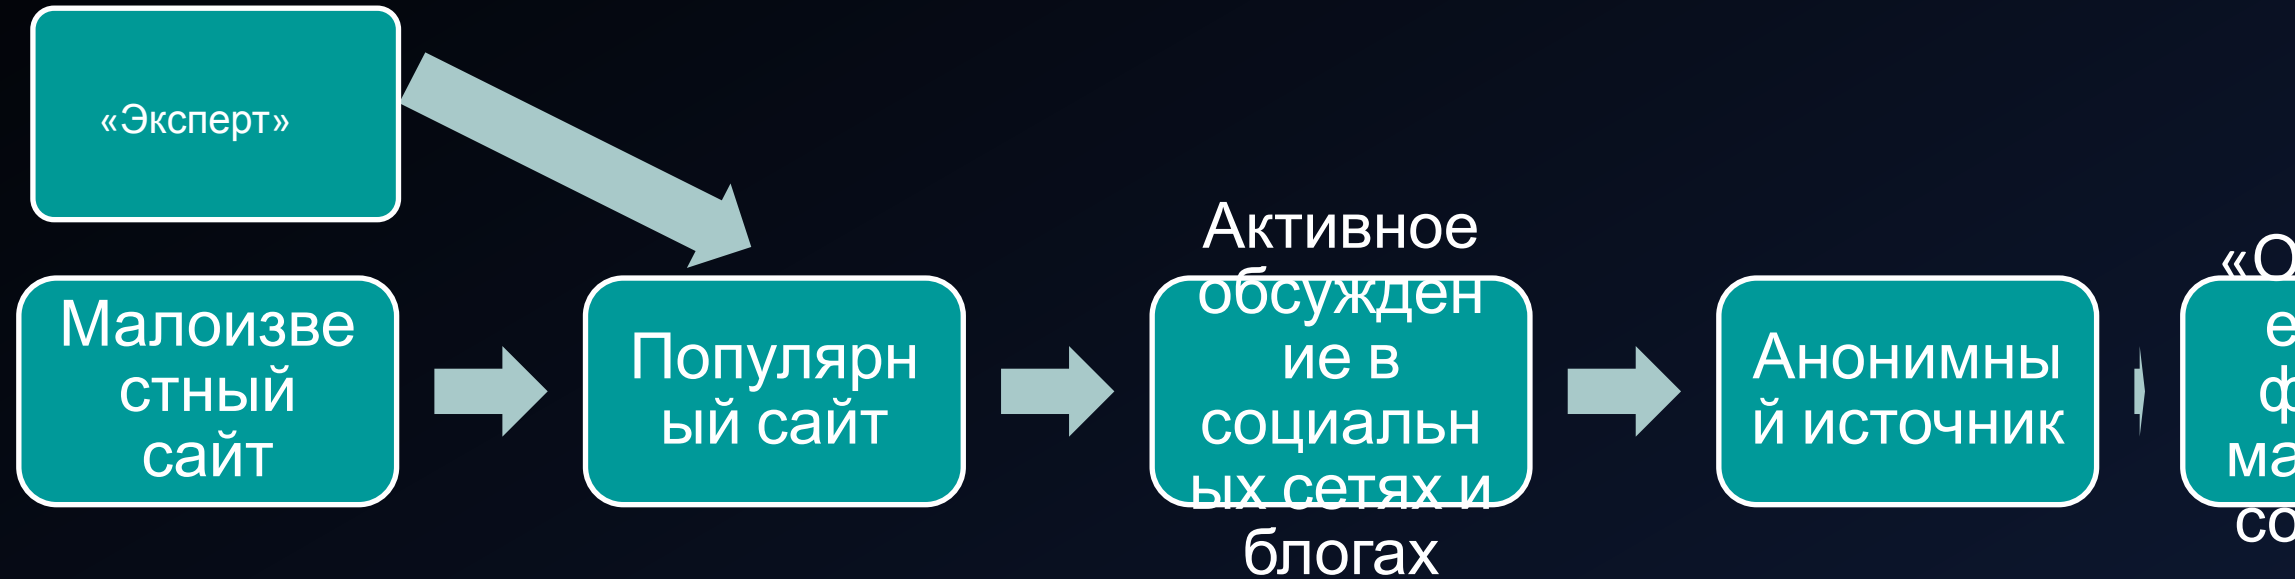 «Эксперт»
Малоизве
стный
сайт
Популярн
ый сайт
Активное
обсужден
ие в
социальн
ых сетях и
блогах
Анонимны
й источник